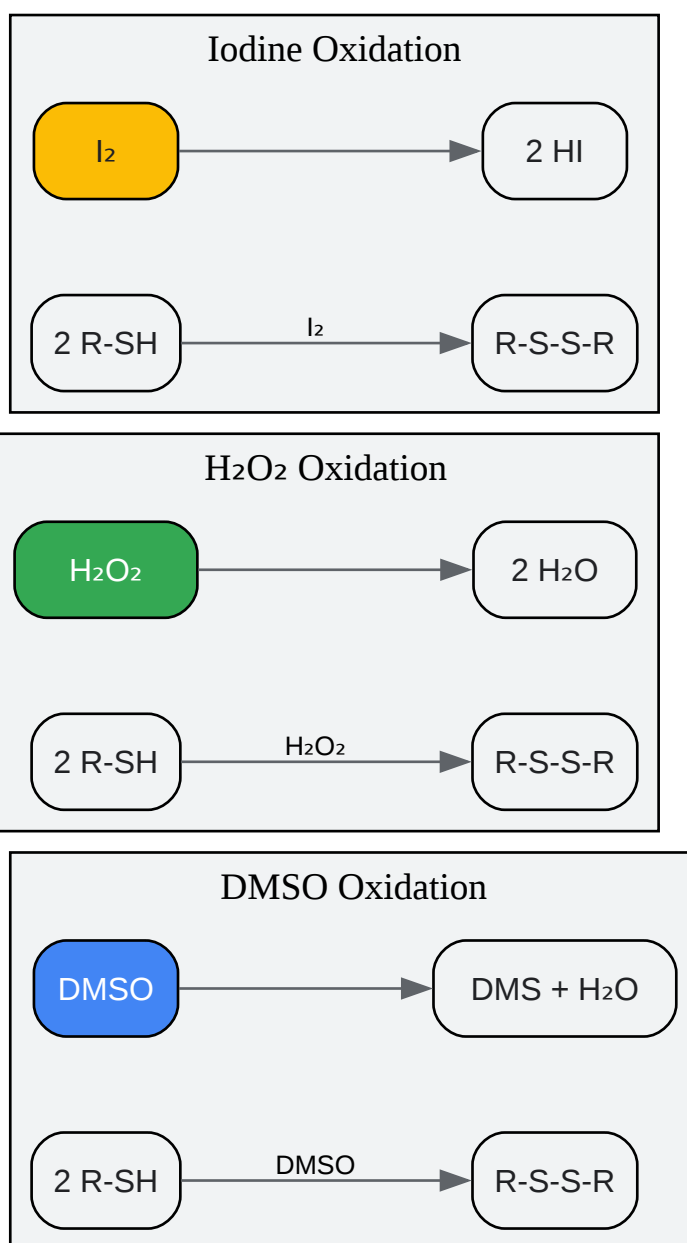 Iodine Oxidation
I₂
2 HI
2 R-SH
I₂
R-S-S-R
H₂O₂ Oxidation
H₂O₂
2 H₂O
2 R-SH
H₂O₂
R-S-S-R
DMSO Oxidation
DMSO
DMS + H₂O
2 R-SH
DMSO
R-S-S-R